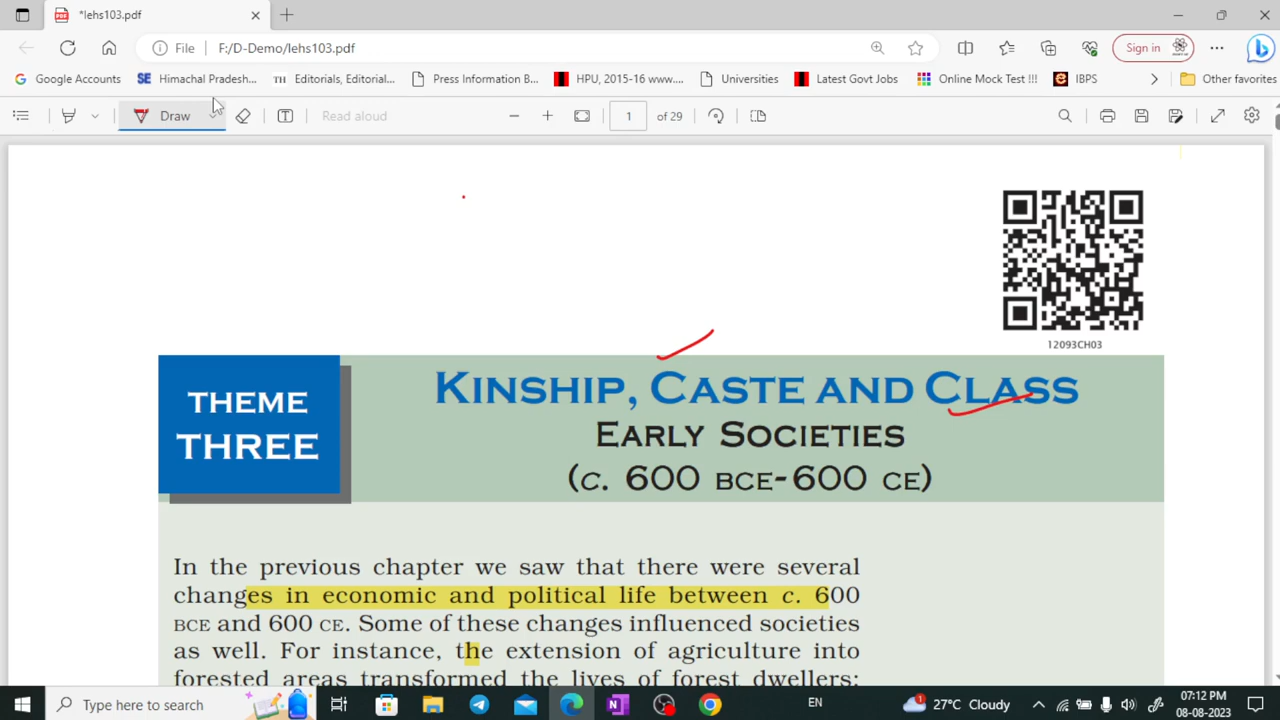 *lehs103.pdf
File F:/D-Demo/lehs103.pdf Sign in
Google Accounts SE Himachal Pradesh... TH Editorials, Editorial... Press Information B... HPU, 2015-16 www.... Universities Latest Govt Jobs Online Mock Test !!! IBPS Other favorites
Draw Read aloud 1 of 29
12093CH03
THEME
THREE
KINSHIP, CASTE AND CLASS
EARLY SOCIETIES
(C. 600 BCE-600 CE)
In the previous chapter we saw that there were several
changes in economic and political life between c. 600
BCE and 600 CE. Some of these changes influenced societies
as well. For instance, the extension of agriculture into
forested areas transformed the lives of forest dwellers;
Type here to search EN 1 27°C Cloudy 07:12 PM
08-08-2023